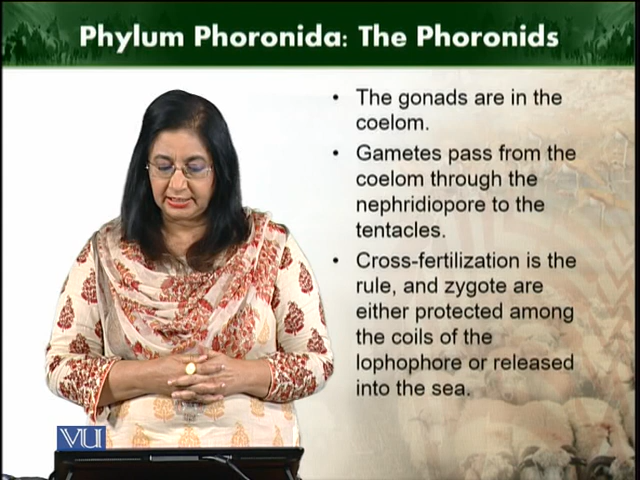 Phylum Phoronida: The Phoronids
• The gonads are in the
coelom.
• Gametes pass from the
coelom through the
nephridiopore to the
tentacles.
• Cross-fertilization is the
rule, and zygote are
either protected among
the coils of the
lophophore or released
into the sea.
VU